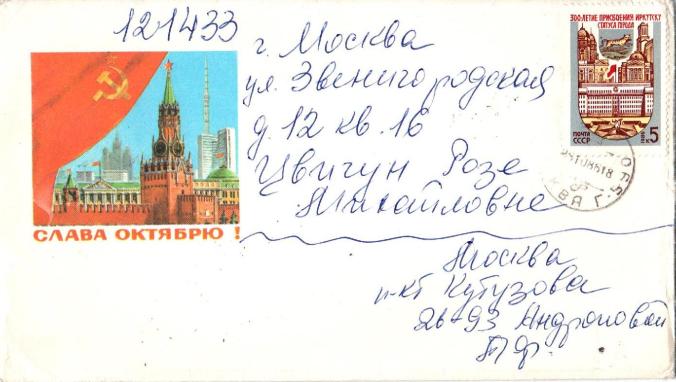 121433
г. Москва
ул. Звенигородская
д. 12 кв. 16
Цвигун Розе
Михайловне
Москва
п-кт Кутузова
26-93 Андроповой
СЛАВА ОКТЯБРЮ !
300-ЛЕТИЕ ПРИСВОЕНИЯ ИРКУТСКУ
СТАТУСА ГОРОДА
ПОЧТА
СССР
5